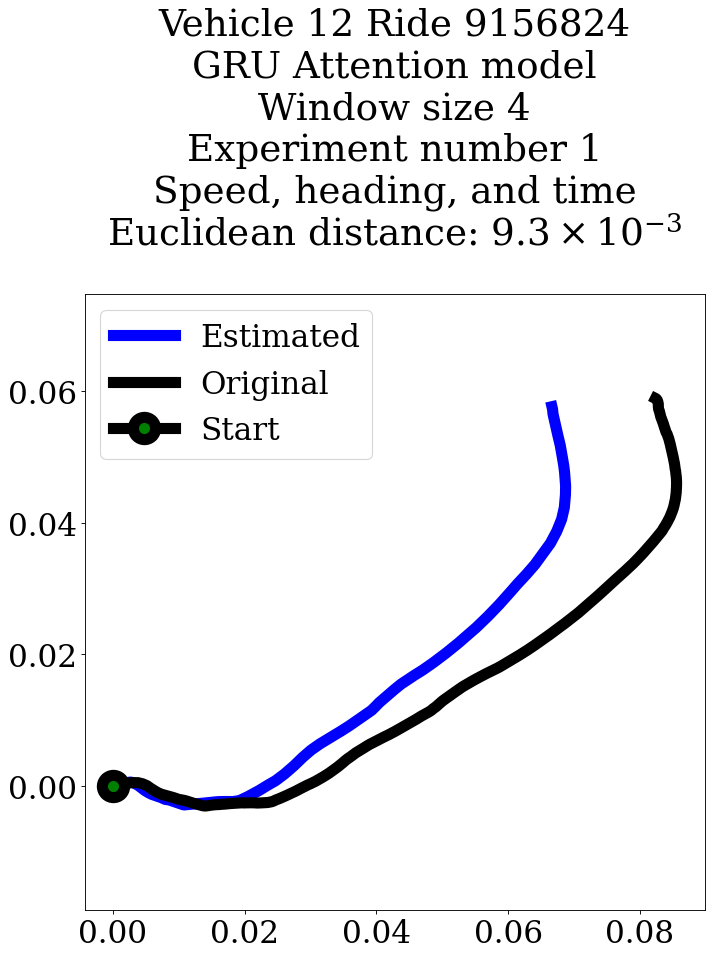 Vehicle 12 Ride 9156824
GRU Attention model
Window size 4
Experiment number 1
Speed, heading, and time
Euclidean distance: 9.3 × 10⁻³
Estimated
Original
Start
0.06
0.04
0.02
0.00
0.00 0.02 0.04 0.06 0.08